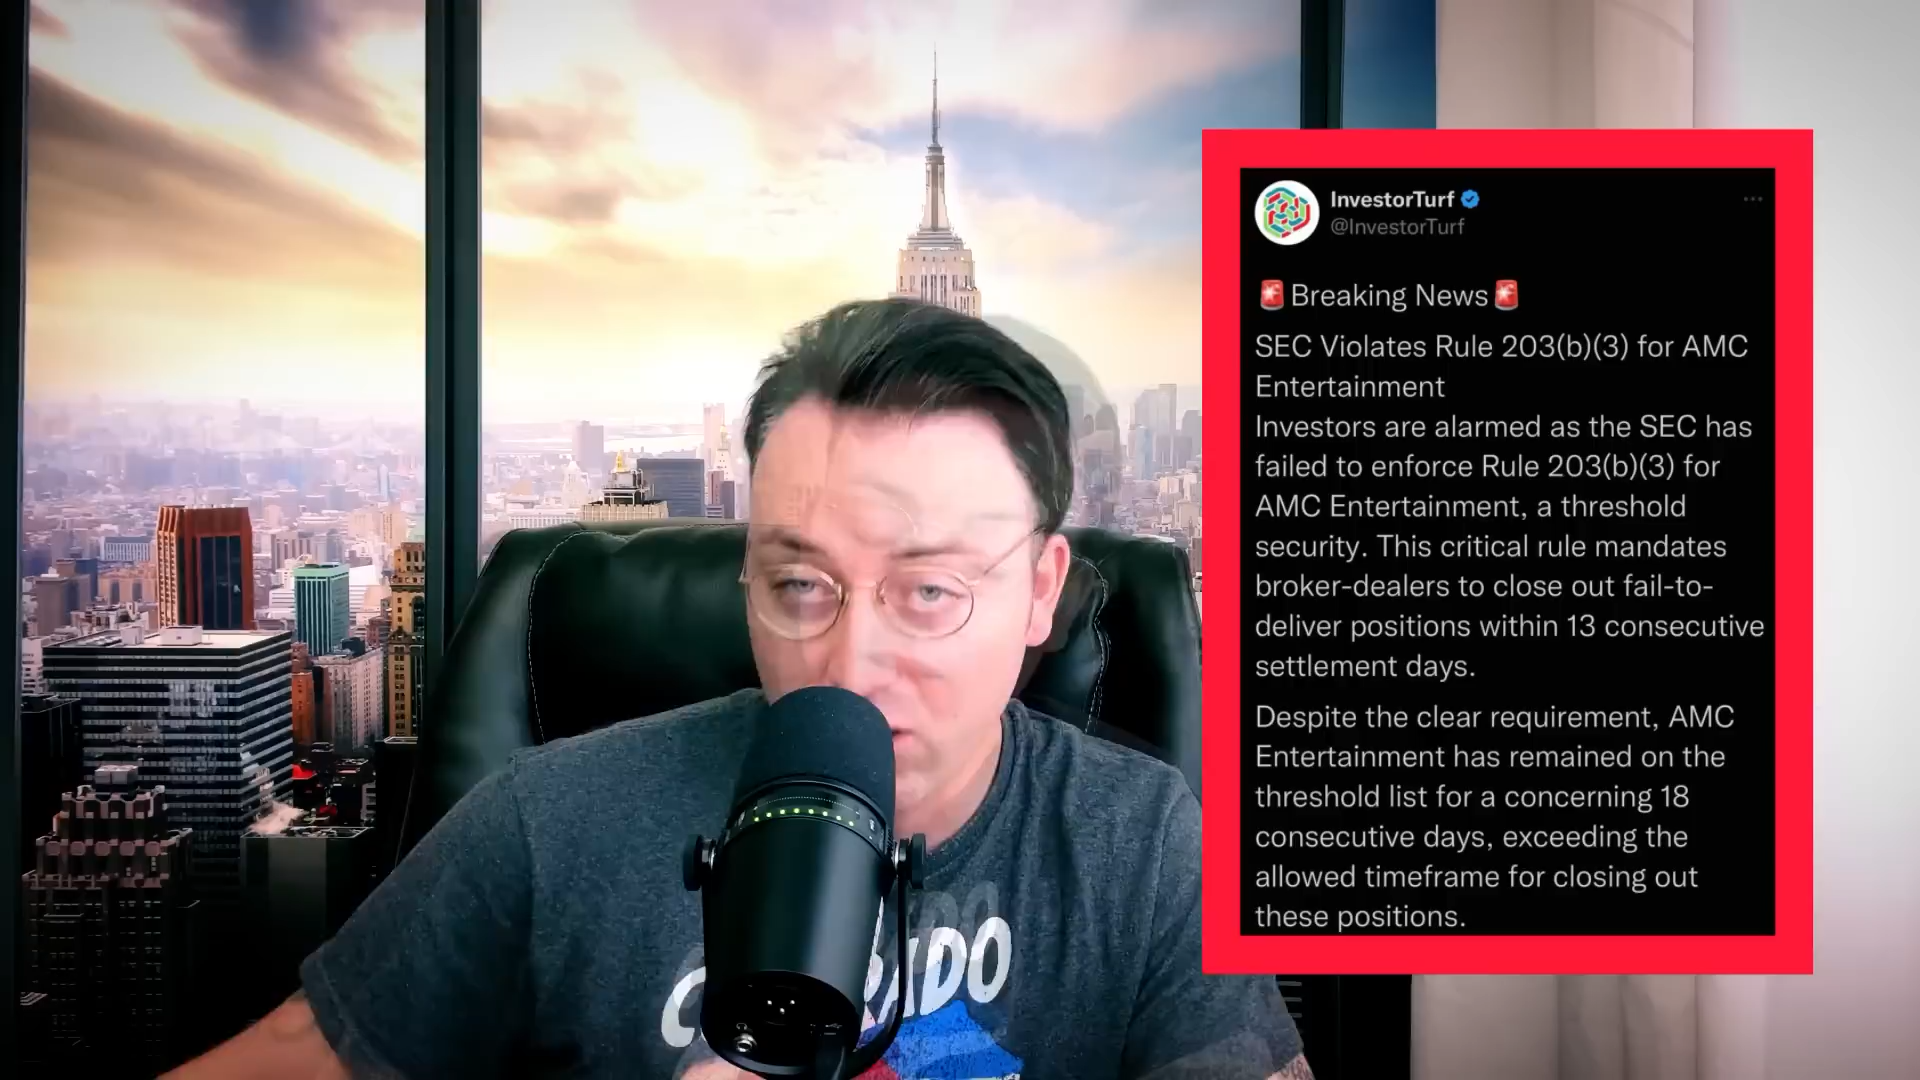 InvestorTurf
@InvestorTurf
🚨Breaking News🚨
SEC Violates Rule 203(b)(3) for AMC
Entertainment
Investors are alarmed as the SEC has
failed to enforce Rule 203(b)(3) for
AMC Entertainment, a threshold
security. This critical rule mandates
broker-dealers to close out fail-to-
deliver positions within 13 consecutive
settlement days.
Despite the clear requirement, AMC
Entertainment has remained on the
threshold list for a concerning 18
consecutive days, exceeding the
allowed timeframe for closing out
these positions.